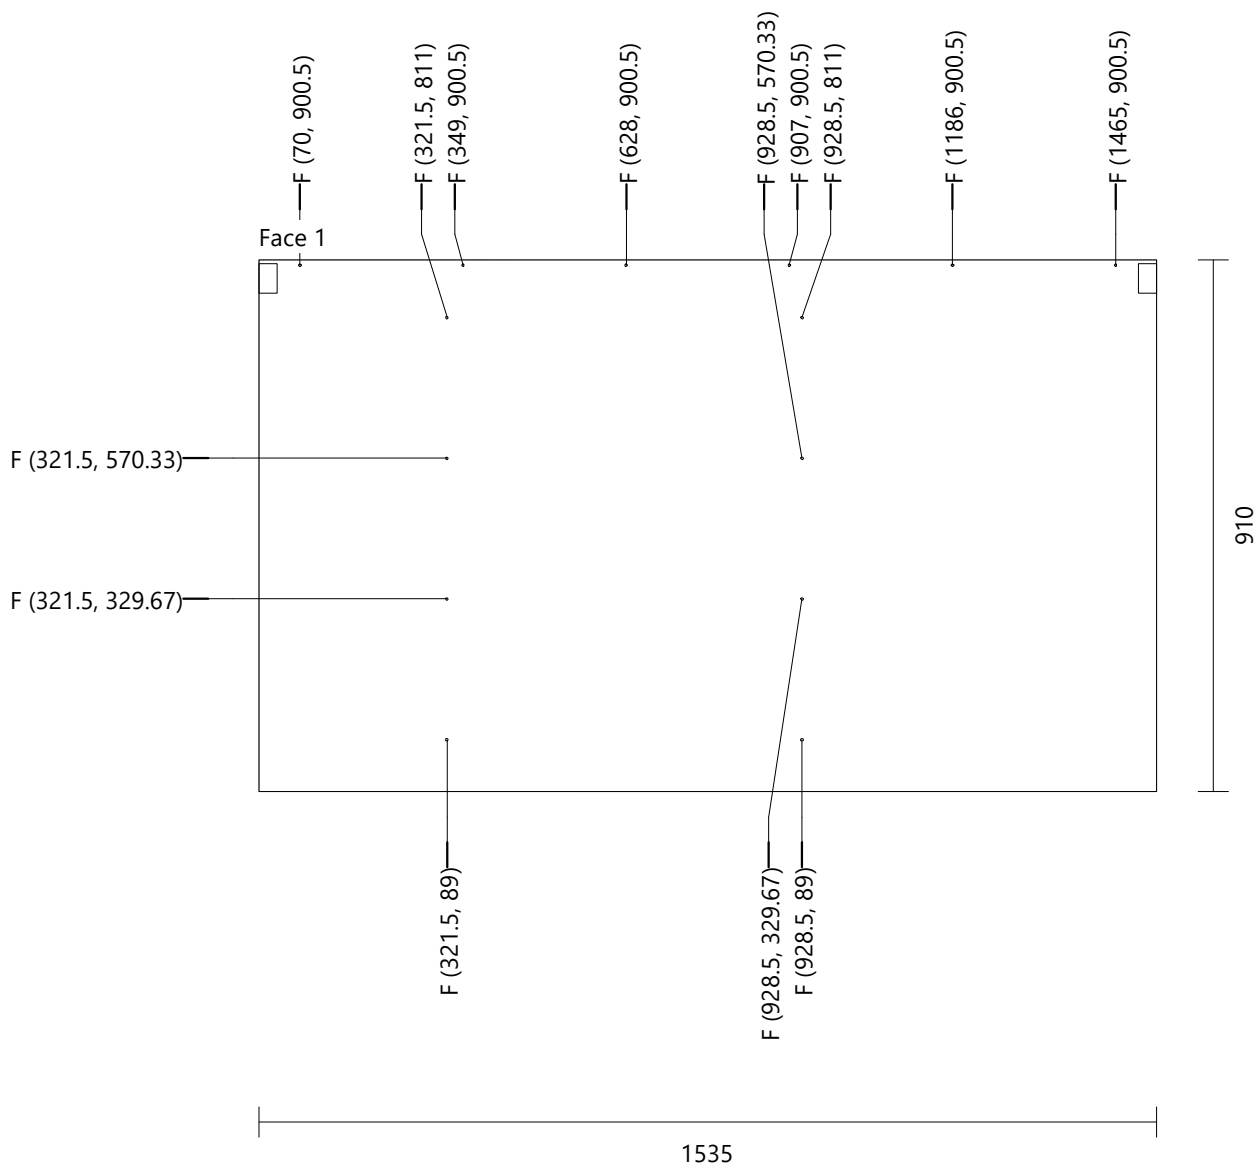 F (70, 900.5)
F (321.5, 811)
F (349, 900.5)
F (628, 900.5)
F (928.5, 570.33)
F (907, 900.5)
F (928.5, 811)
F (1186, 900.5)
F (1465, 900.5)
Face 1
F (321.5, 570.33)
F (321.5, 329.67)
910
F (321.5, 89)
F (928.5, 329.67)
F (928.5, 89)
1535